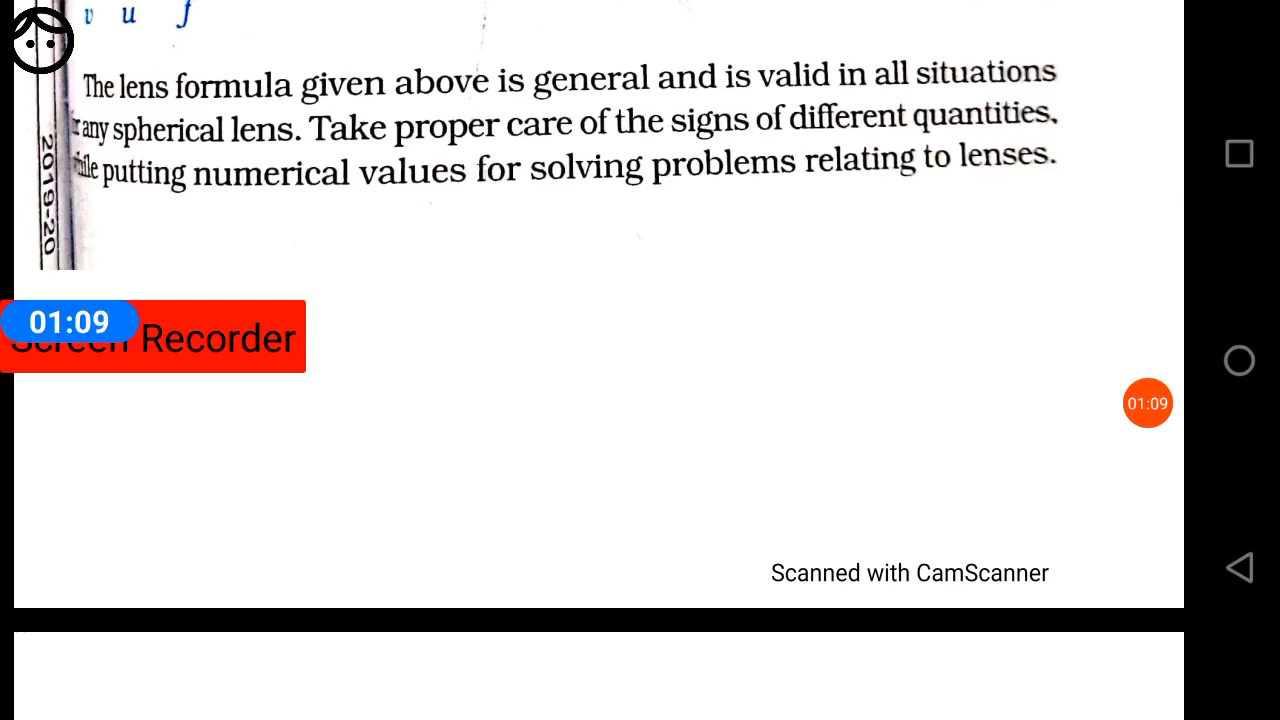 v u f
The lens formula given above is general and is valid in all situations
any spherical lens. Take proper care of the signs of different quantities,
putting numerical values for solving problems relating to lenses.
2019-20
01:09
Screen Recorder
01:09
Scanned with CamScanner